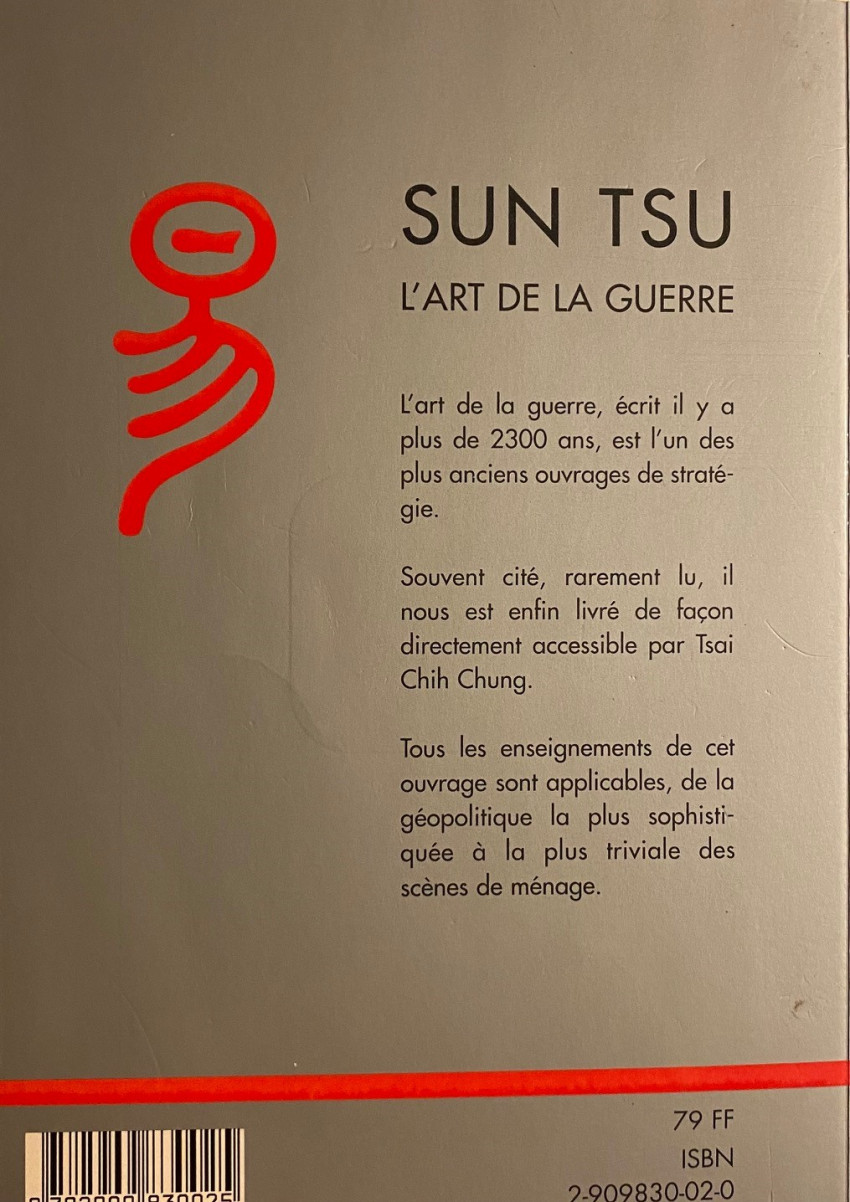 SUN TSU
L'ART DE LA GUERRE
L'art de la guerre, écrit il y a
plus de 2300 ans, est l'un des
plus anciens ouvrages de straté-
gie.
Souvent cité, rarement lu, il
nous est enfin livré de façon
directement accessible par Tsai
Chih Chung.
Tous les enseignements de cet
ouvrage sont applicables, de la
géopolitique la plus sophisti-
quée à la plus triviale des
scènes de ménage.
79 FF
ISBN
2-909830-02-0